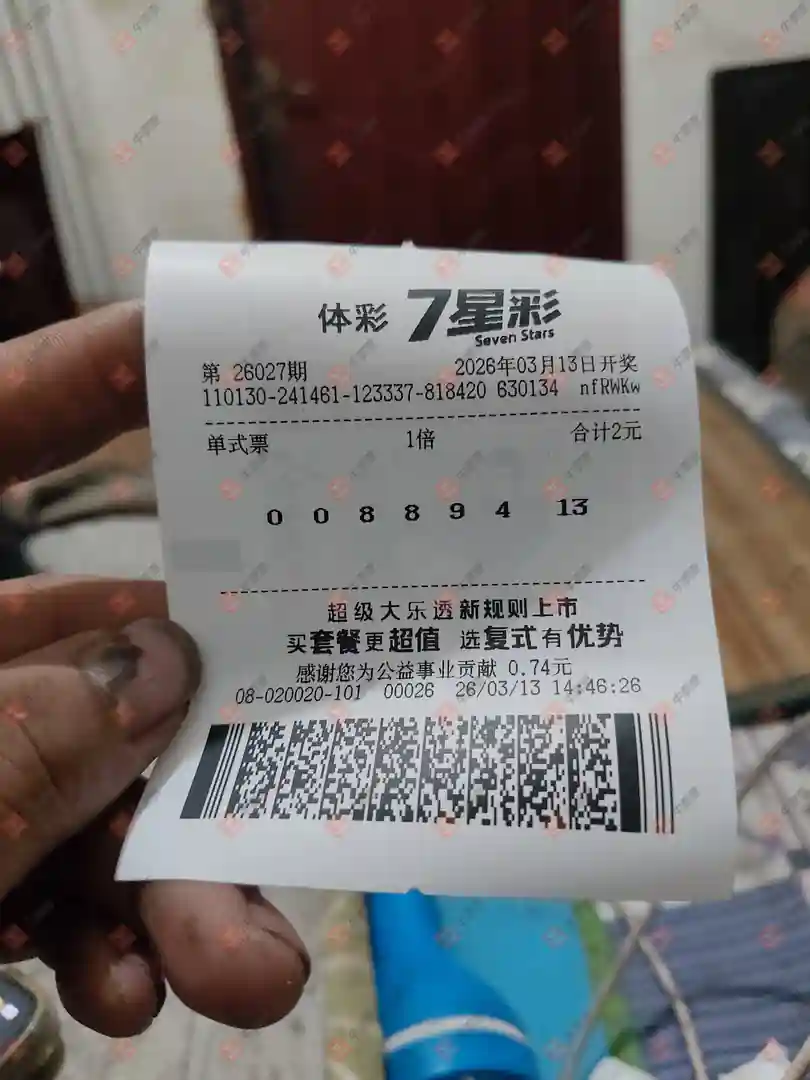 体彩 7星彩
Seven Stars
第 26027期 2026年03月13日开奖
110130-241461-123337-818420 630134 nfRWKw
单式票 1倍 合计2元
0 0 8 8 9 4 13
超级大乐透新规则上市
买套餐更超值 选复式有优势
感谢您为公益事业贡献 0.74元
08-020020-101 00026 26/03/13 14:46:26